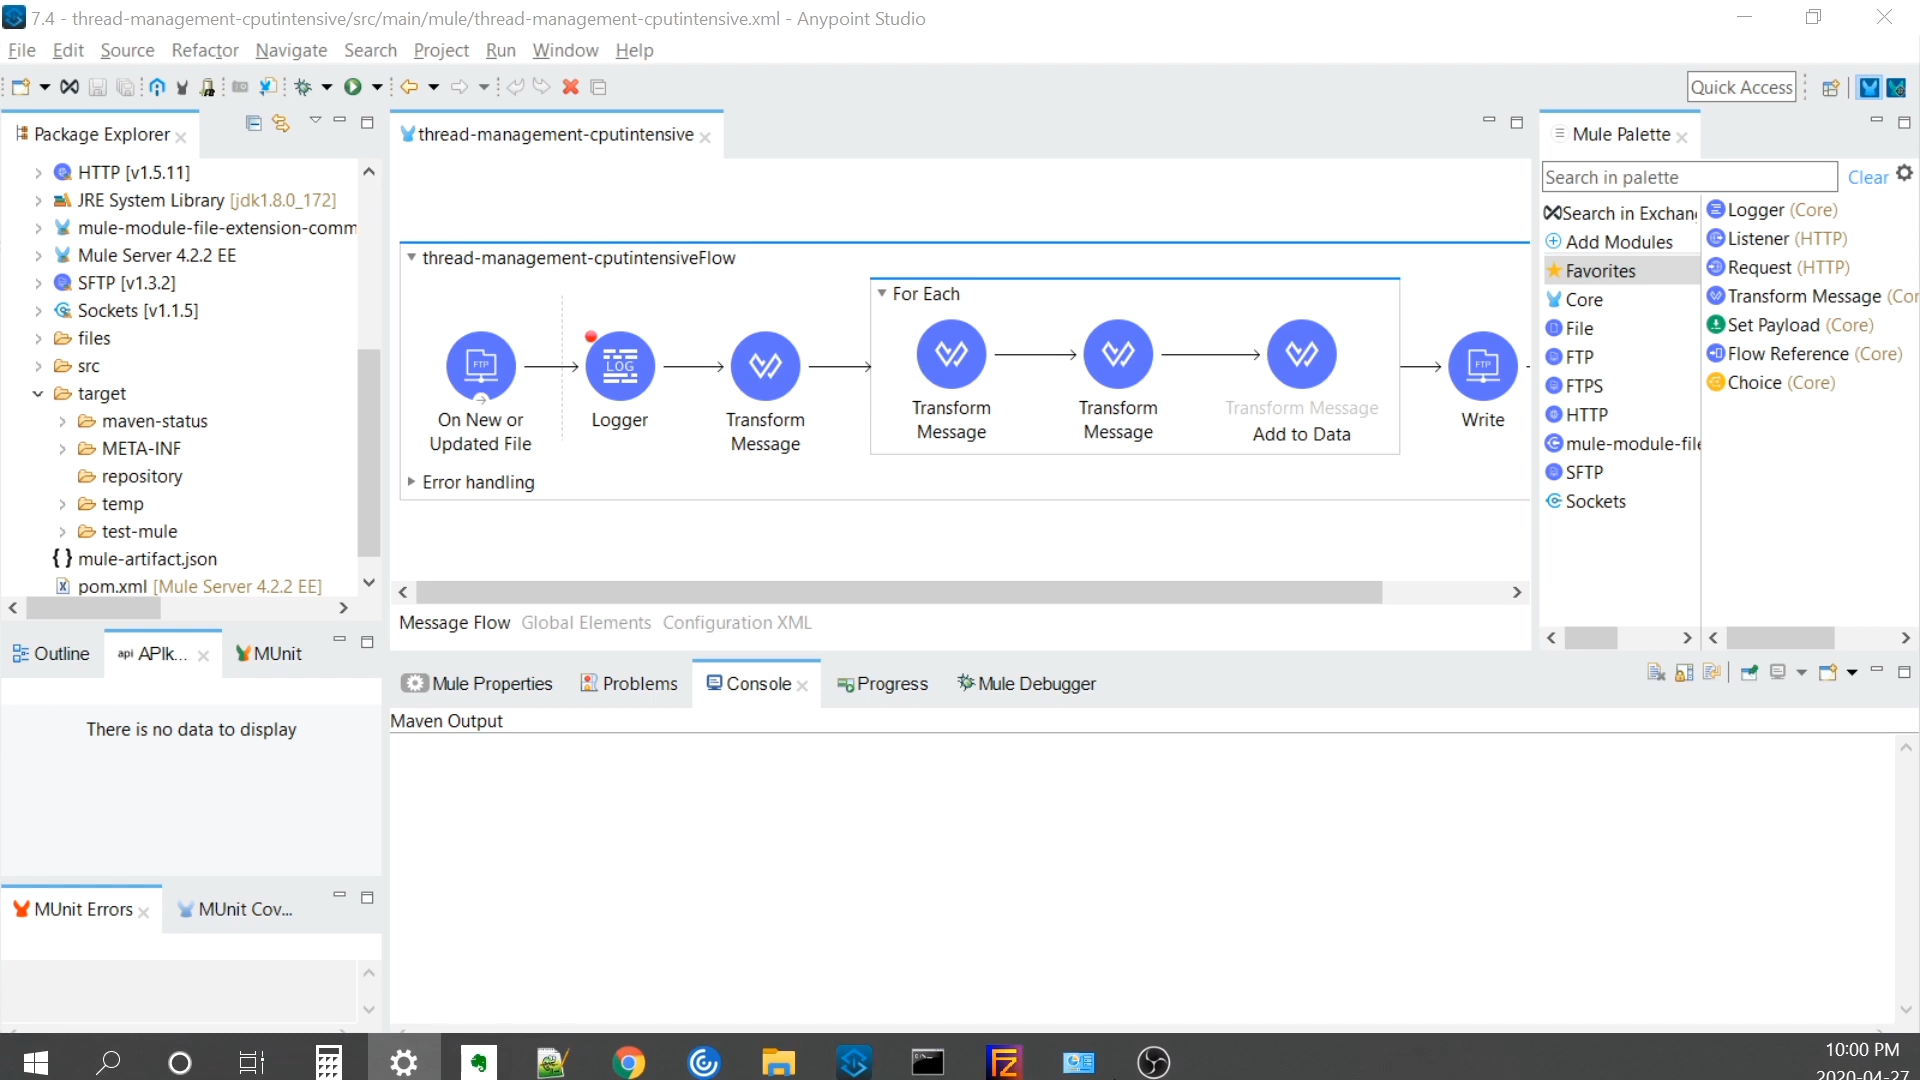 7.4 - thread-management-cputintensive/src/main/mule/thread-management-cputintensive.xml - Anypoint Studio
File Edit Source Refactor Navigate Search Project Run Window Help
Quick Access
Package Explorer
HTTP [v1.5.11]
JRE System Library [jdk1.8.0_172]
mule-module-file-extension-comm
Mule Server 4.2.2 EE
SFTP [v1.3.2]
Sockets [v1.1.5]
files
src
target
maven-status
META-INF
repository
temp
test-mule
mule-artifact.json
pom.xml [Mule Server 4.2.2 EE]
thread-management-cputintensive
thread-management-cputintensiveFlow
For Each
FTP
LOG
FTP
On New or
Updated File
Logger
Transform
Message
Transform
Message
Transform
Message
Transform Message
Add to Data
Write
Error handling
Message Flow Global Elements Configuration XML
Mule Palette
Search in palette
Clear
Search in Exchan
Add Modules
Favorites
Core
File
FTP
FTPS
HTTP
mule-module-file
SFTP
Sockets
Logger (Core)
Listener (HTTP)
Request (HTTP)
Transform Message (Cor
Set Payload (Core)
Flow Reference (Core)
Choice (Core)
Outline api APIk... MUnit
There is no data to display
MUnit Errors MUnit Cov...
Mule Properties Problems Console Progress Mule Debugger
Maven Output
10:00 PM
2020-04-27